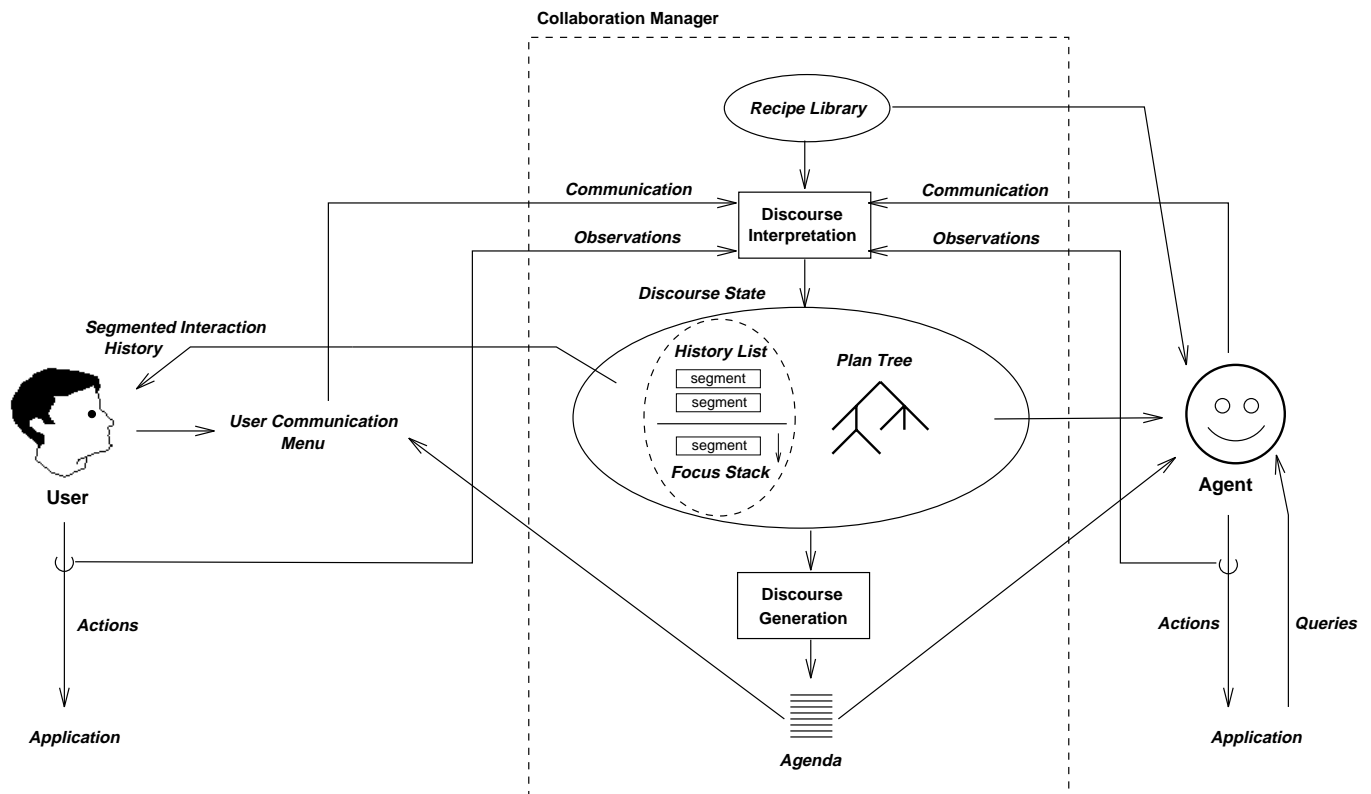 Collaboration Manager
Recipe Library
Communication
Communication
Discourse
Interpretation
Observations
Observations
Discourse State
Segmented Interaction
History
History List
segment
segment
segment
Focus Stack
Plan Tree
User Communication
Menu
User
Agent
Discourse
Generation
Actions
Actions
Queries
Application
Agenda
Application